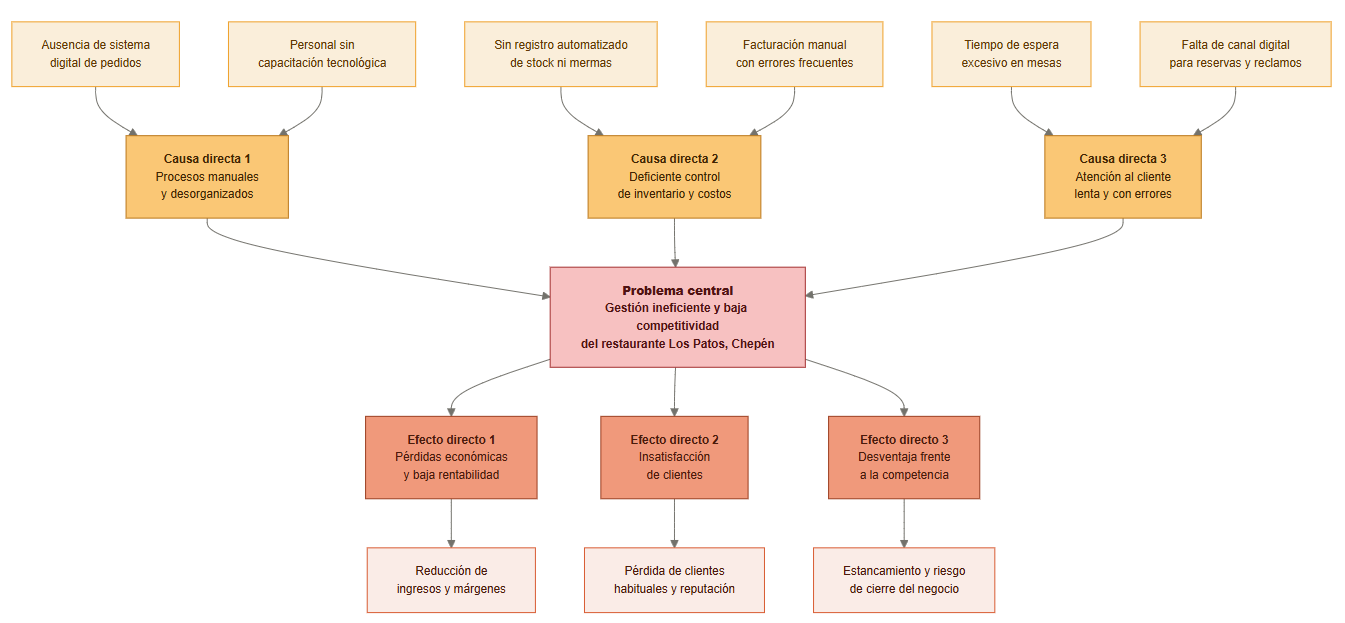 Ausencia de sistema
digital de pedidos
Personal sin
capacitación tecnológica
Sin registro automatizado
de stock ni mermas
Facturación manual
con errores frecuentes
Tiempo de espera
excesivo en mesas
Falta de canal digital
para reservas y reclamos
Causa directa 1
Procesos manuales
y desorganizados
Causa directa 2
Deficiente control
de inventario y costos
Causa directa 3
Atención al cliente
lenta y con errores
Problema central
Gestión ineficiente y baja
competitividad
del restaurante Los Patos, Chepén
Efecto directo 1
Pérdidas económicas
y baja rentabilidad
Efecto directo 2
Insatisfacción
de clientes
Efecto directo 3
Desventaja frente
a la competencia
Reducción de
ingresos y márgenes
Pérdida de clientes
habituales y reputación
Estancamiento y riesgo
de cierre del negocio